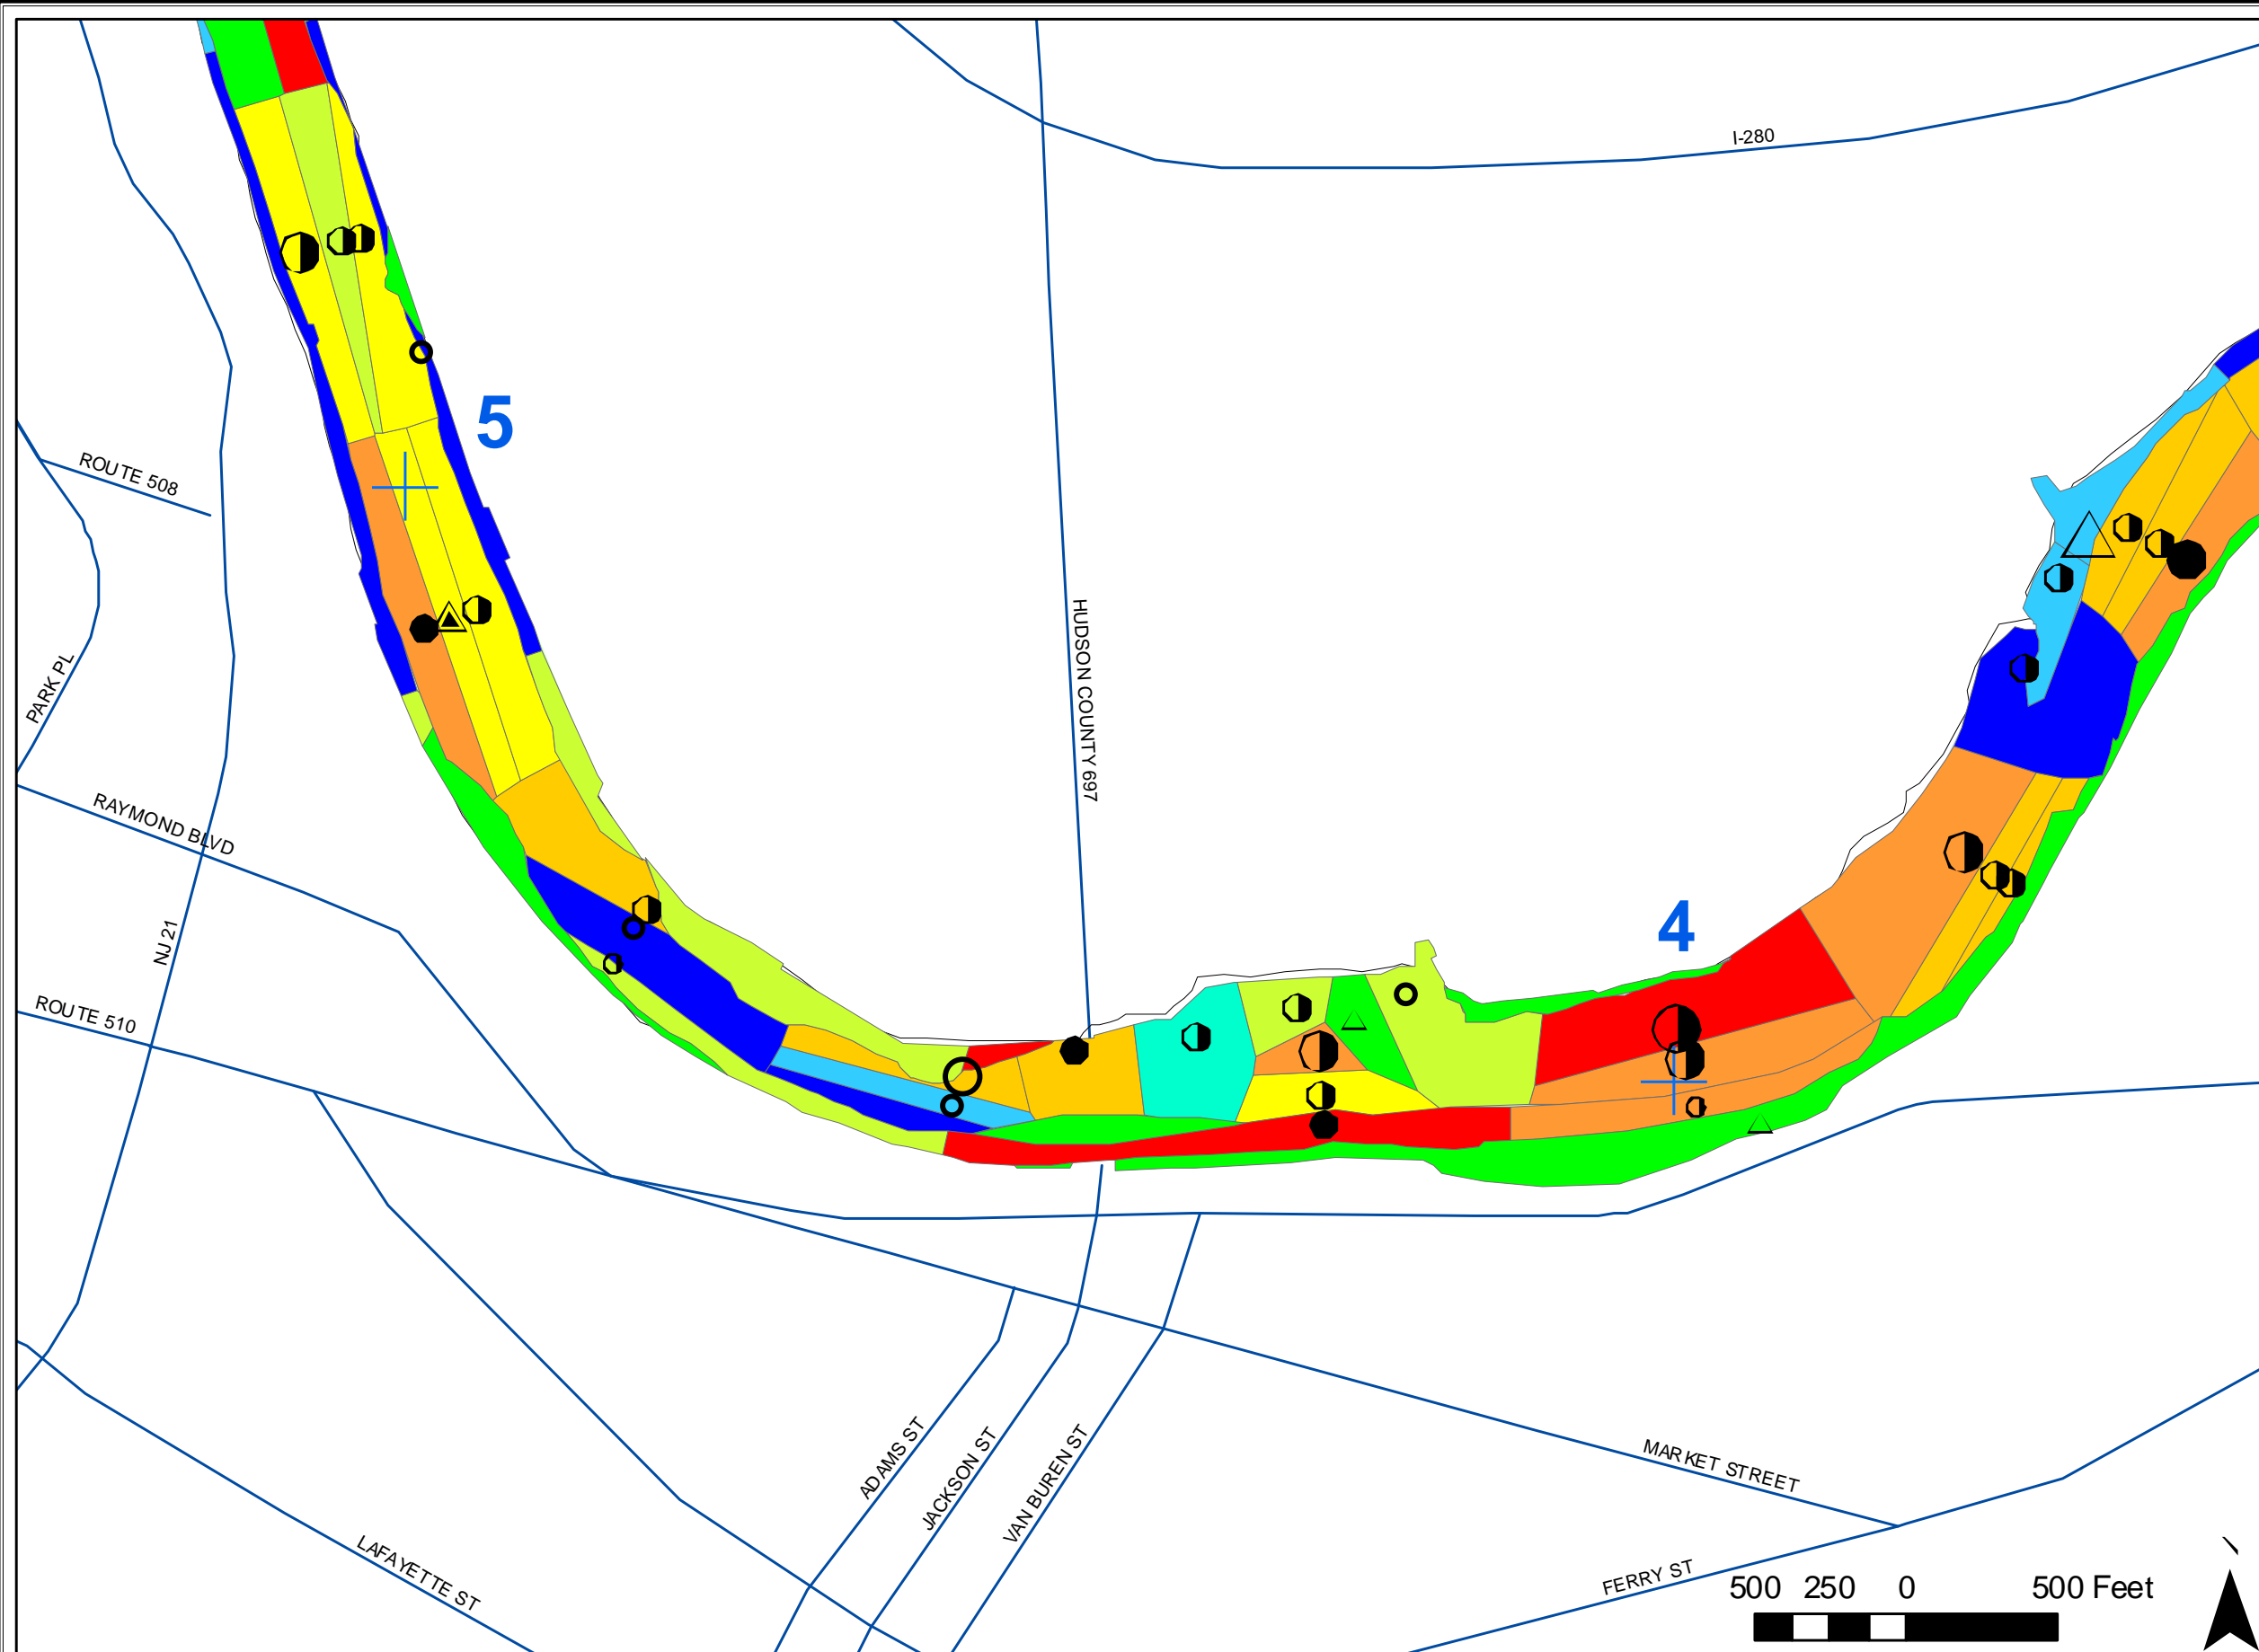 I-280
5
ROUTE 508
HUDSON COUNTY 697
PARK PL
RAYMOND BLVD
NJ 21
4
ROUTE 510
ADAMS ST
JACKSON ST
VAN BUREN ST
MARKET STREET
LAFAYETTE ST
FERRY ST
500 250 0 500 Feet